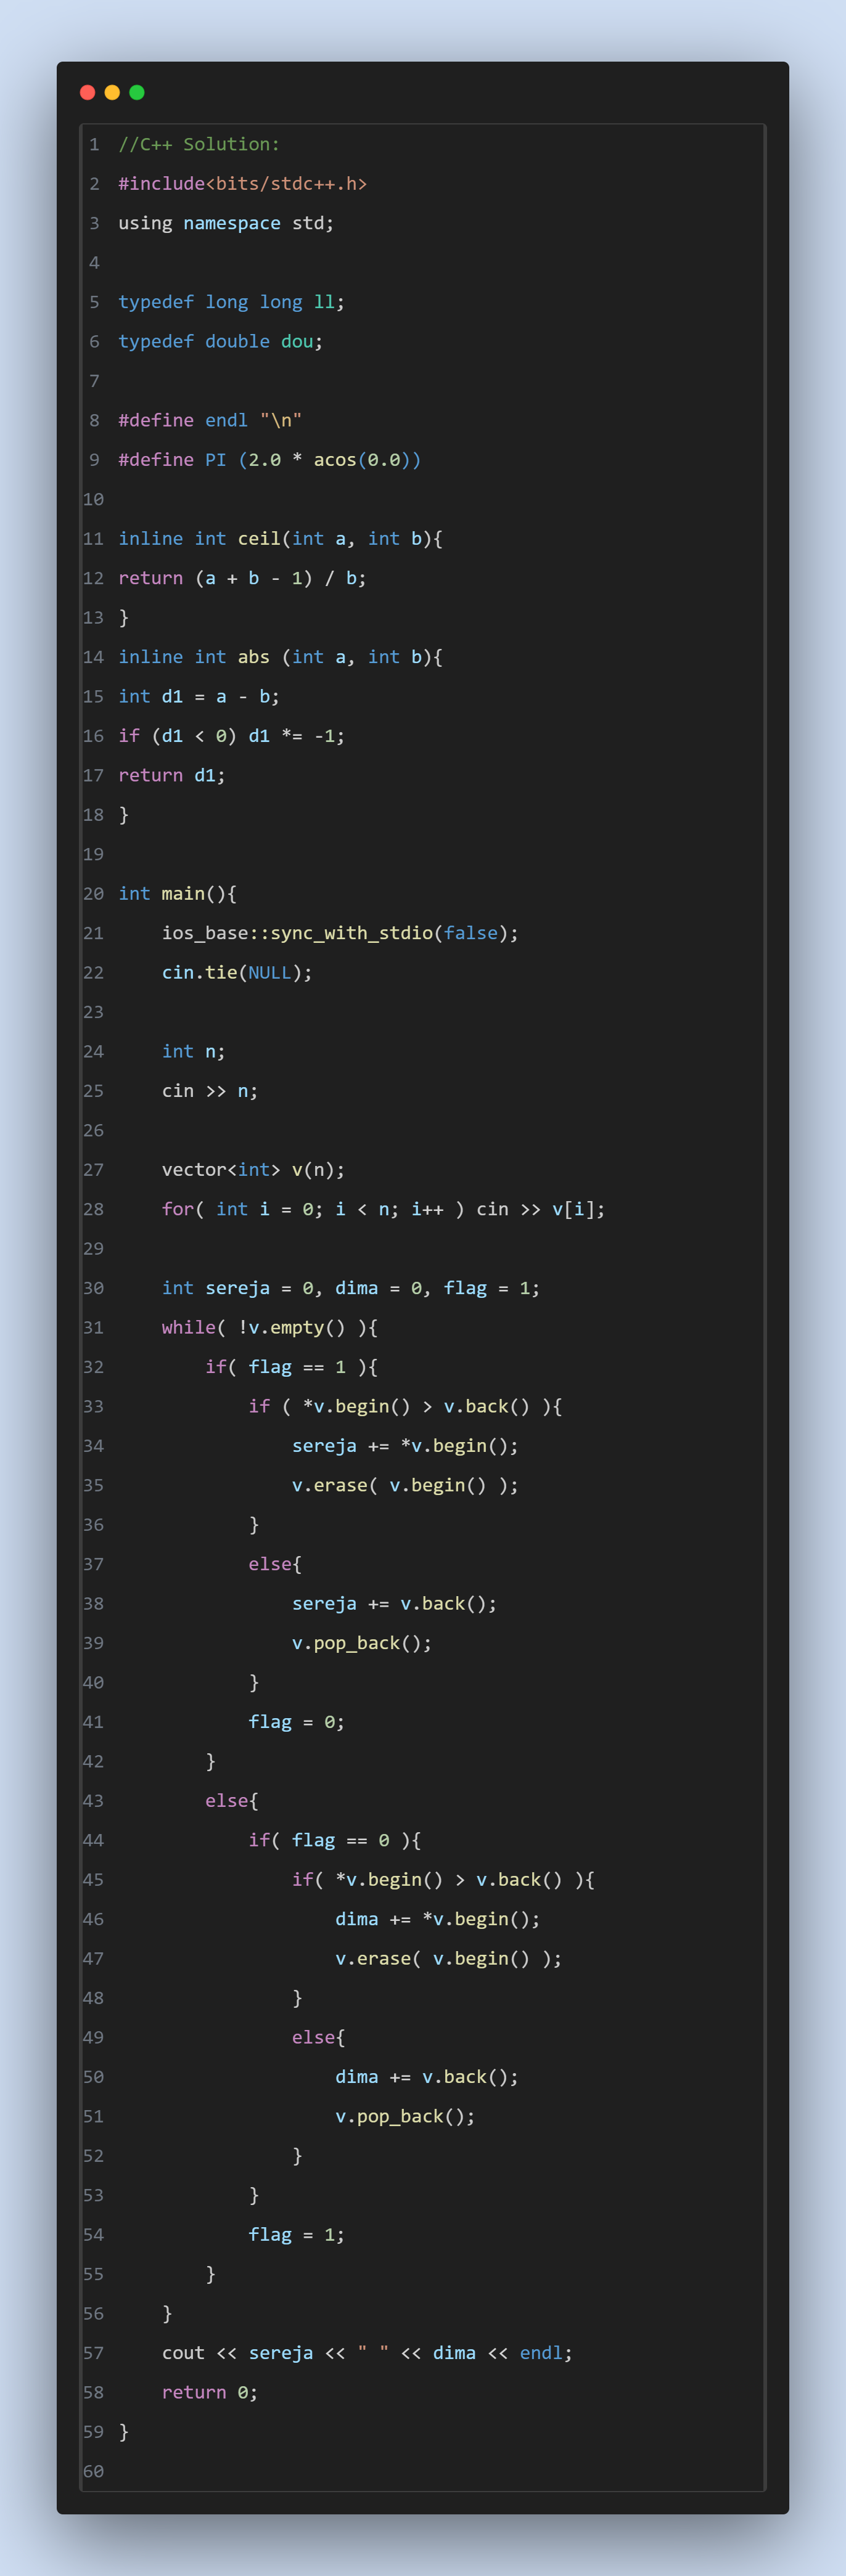 1 //C++ Solution:
2 #include<bits/stdc++.h>
3 using namespace std;
4
5 typedef long long ll;
6 typedef double dou;
7
8 #define endl "\n"
9 #define PI (2.0 * acos(0.0))
10
11 inline int ceil(int a, int b){
12 return (a + b - 1) / b;
13 }
14 inline int abs (int a, int b){
15 int d1 = a - b;
16 if (d1 < 0) d1 *= -1;
17 return d1;
18 }
19
20 int main(){
21     ios_base::sync_with_stdio(false);
22     cin.tie(NULL);
23
24     int n;
25     cin >> n;
26
27     vector<int> v(n);
28     for( int i = 0; i < n; i++ ) cin >> v[i];
29
30     int sereja = 0, dima = 0, flag = 1;
31     while( !v.empty() ){
32         if( flag == 1 ){
33             if ( *v.begin() > v.back() ){
34                 sereja += *v.begin();
35                 v.erase( v.begin() );
36             }
37             else{
38                 sereja += v.back();
39                 v.pop_back();
40             }
41             flag = 0;
42         }
43         else{
44             if( flag == 0 ){
45                 if( *v.begin() > v.back() ){
46                     dima += *v.begin();
47                     v.erase( v.begin() );
48                 }
49                 else{
50                     dima += v.back();
51                     v.pop_back();
52                 }
53             }
54             flag = 1;
55         }
56     }
57     cout << sereja << " " << dima << endl;
58     return 0;
59 }
60